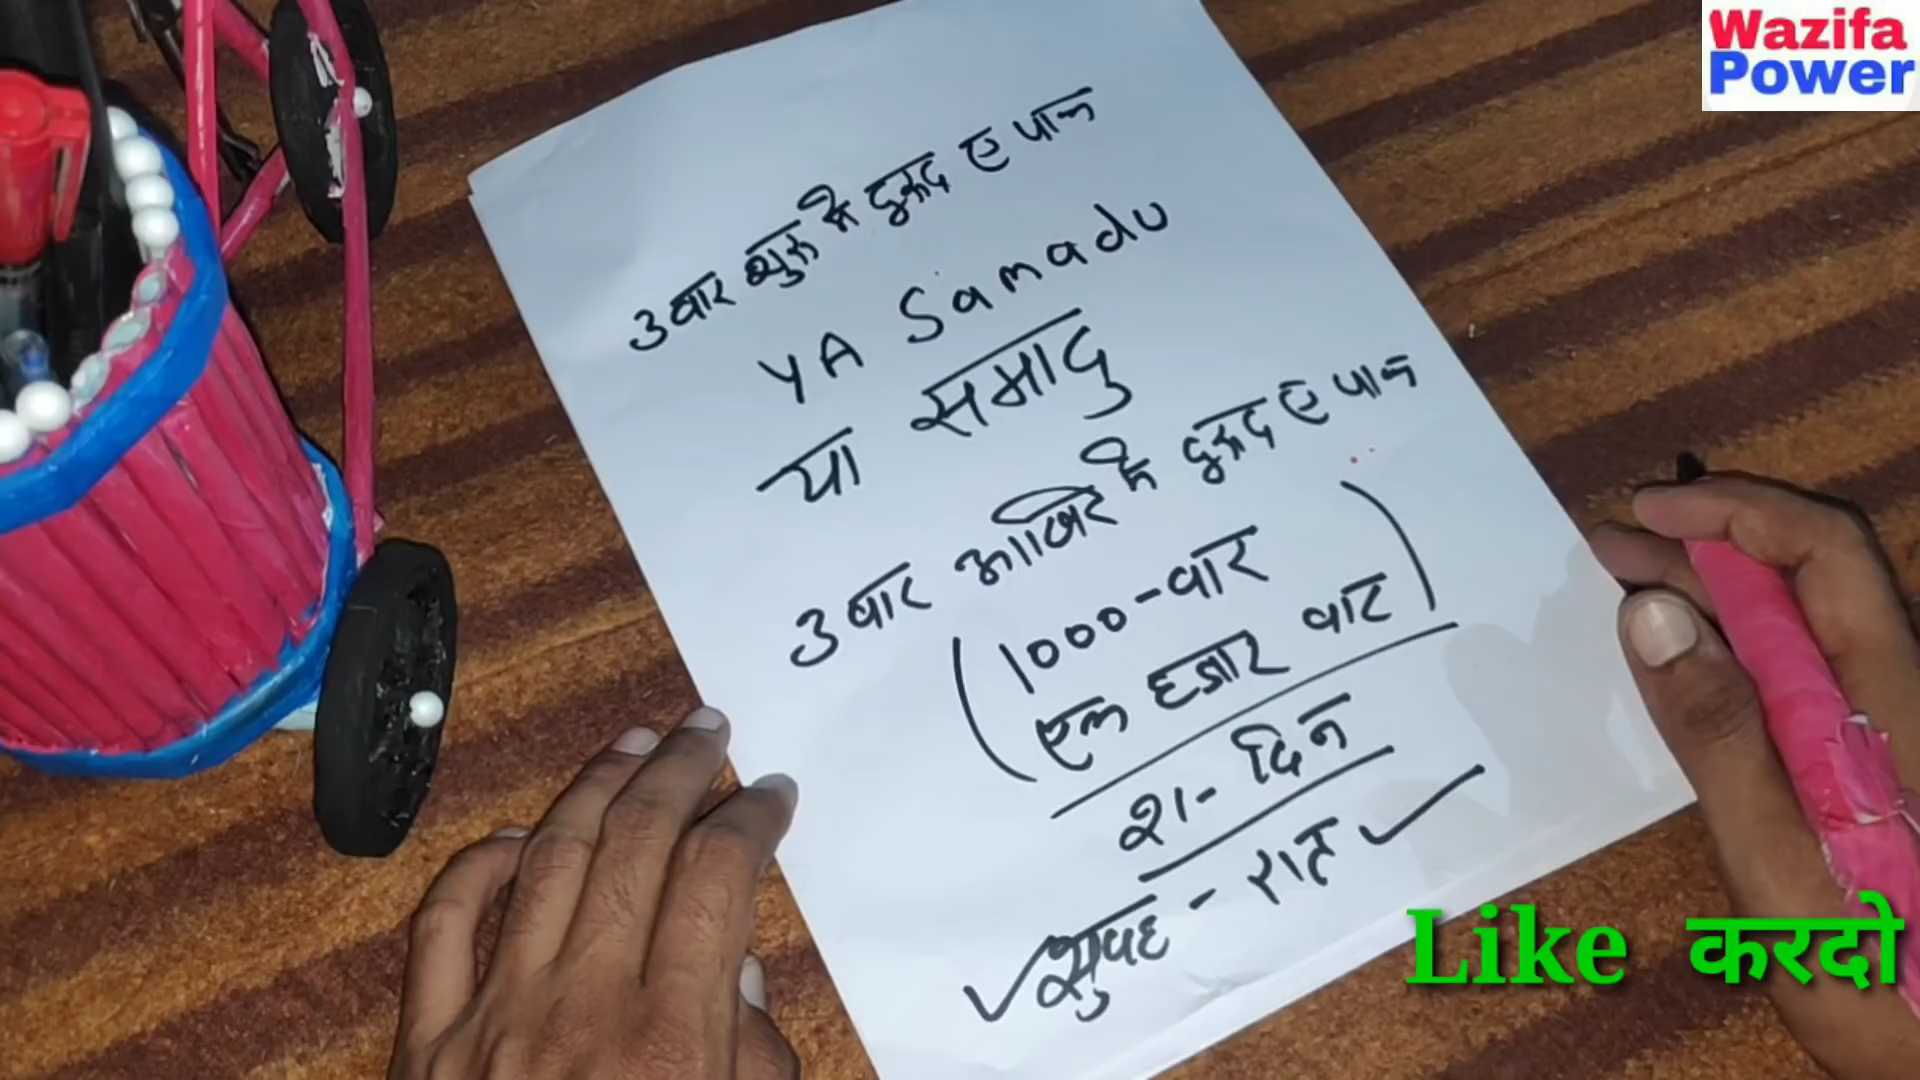 Wazifa
Power
3 बार शुरू में दुरूद ए पाक
YA Samadu
या समादु
3 बार आखिर में दुरूद ए पाक
(1000-बार
एक हजार बार)
21- दिन
सुबह - रात
Like करदो